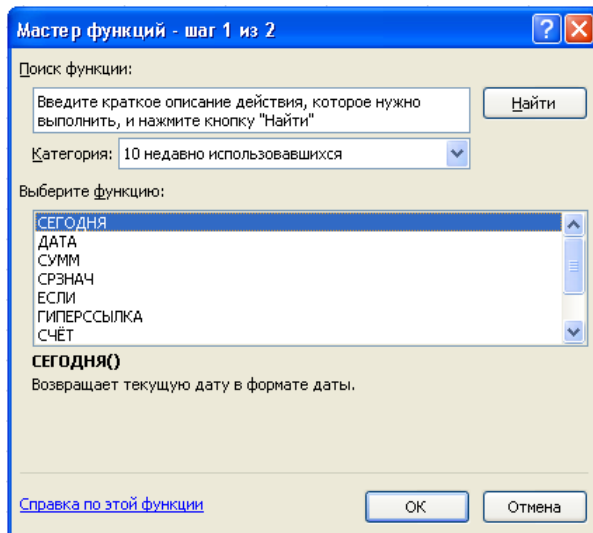 Мастер функций - шаг 1 из 2
Поиск функции:
Введите краткое описание действия, которое нужно
выполнить, и нажмите кнопку "Найти"
Найти
Категория: 10 недавно использовавшихся
Выберите функцию:
СЕГОДНЯ
ДАТА
СУММ
СРЗНАЧ
ЕСЛИ
ГИПЕРССЫЛКА
СЧЁТ
СЕГОДНЯ()
Возвращает текущую дату в формате даты.
Справка по этой функции
ОК
Отмена